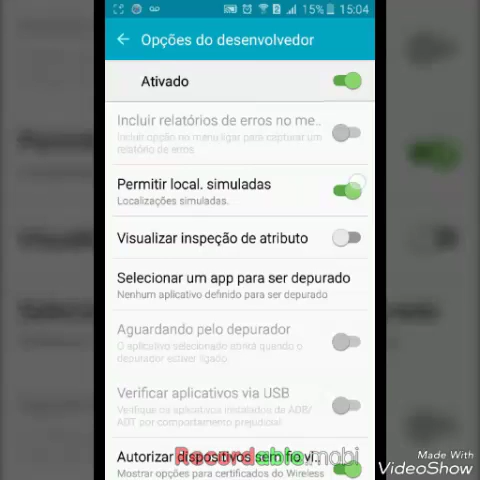 15% 15:04
Opções do desenvolvedor
Ativado
Incluir relatórios de erros no me..
Incluir opção no menu ligar para capturar um
relatório de erros
Permitir local. simuladas
Localizações simuladas.
Visualizar inspeção de atributo
Selecionar um app para ser depurado
Nenhum aplicativo definido para ser depurado
Aguardando pelo depurador
O aplicativo selecionado abrirá quando o
depurador estiver ligado
Verificar aplicativos via USB
Verifique os aplicativos instalados de ADB/
ADT por comportamento prejudicial.
Autorizar dispositivos sem fio vi..
Mostrar opções para certificados do Wireless
Recordable.mobi
Made With
VideoShow